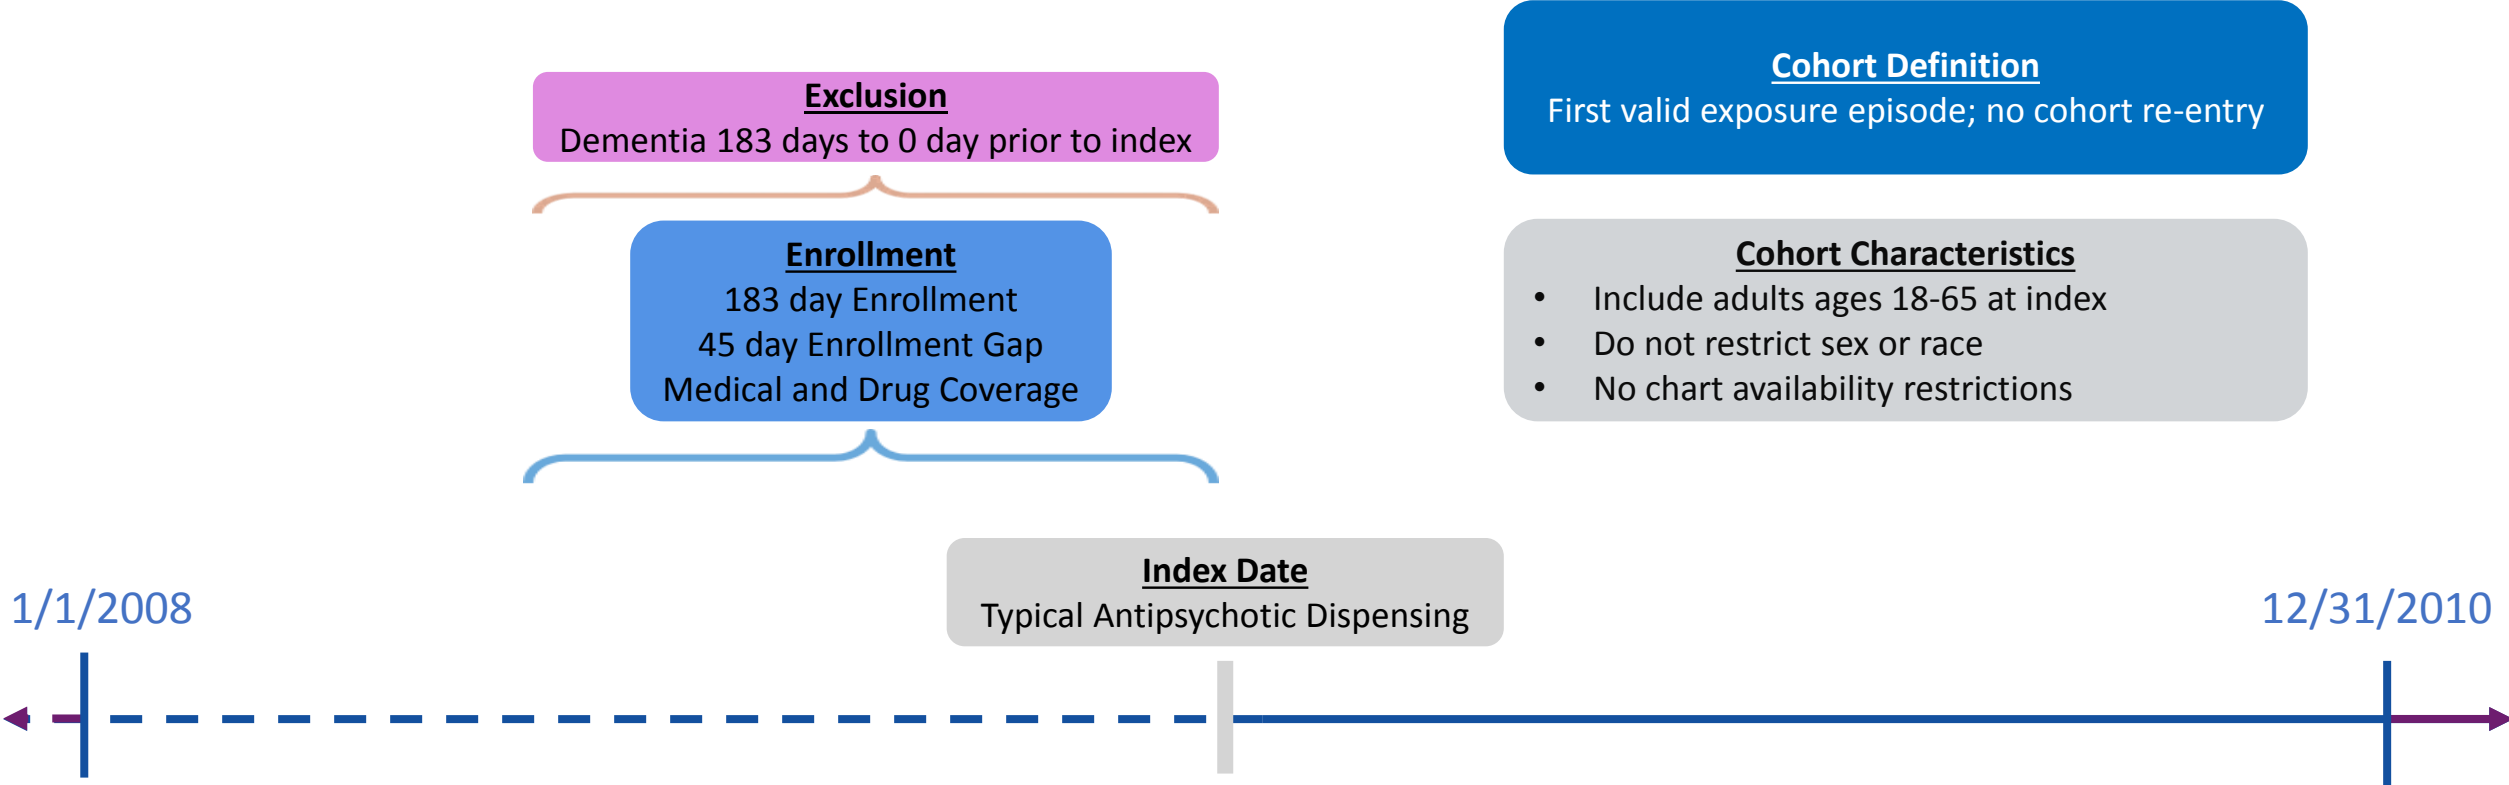 Exclusion
Dementia 183 days to 0 day prior to index
Enrollment
183 day Enrollment
45 day Enrollment Gap
Medical and Drug Coverage
Cohort Definition
First valid exposure episode; no cohort re-entry
Cohort Characteristics
• Include adults ages 18-65 at index
• Do not restrict sex or race
• No chart availability restrictions
Index Date
Typical Antipsychotic Dispensing
1/1/2008
12/31/2010